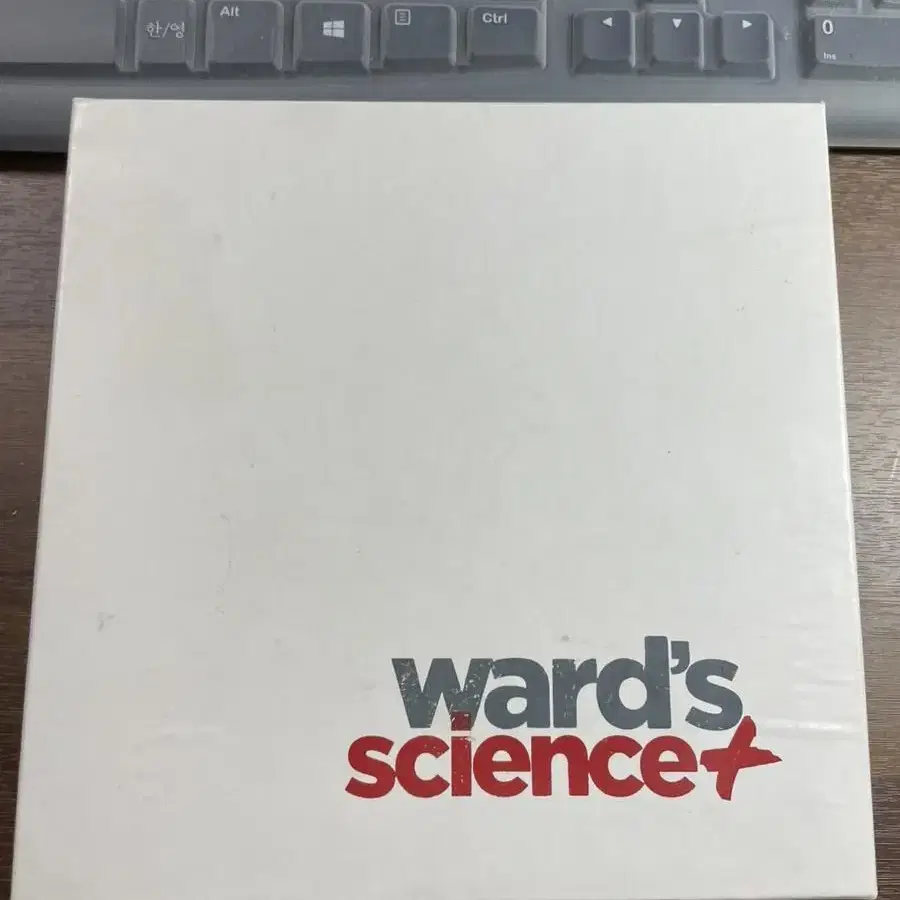 한/영 Alt Ctrl 0
Ins
ward's
science+